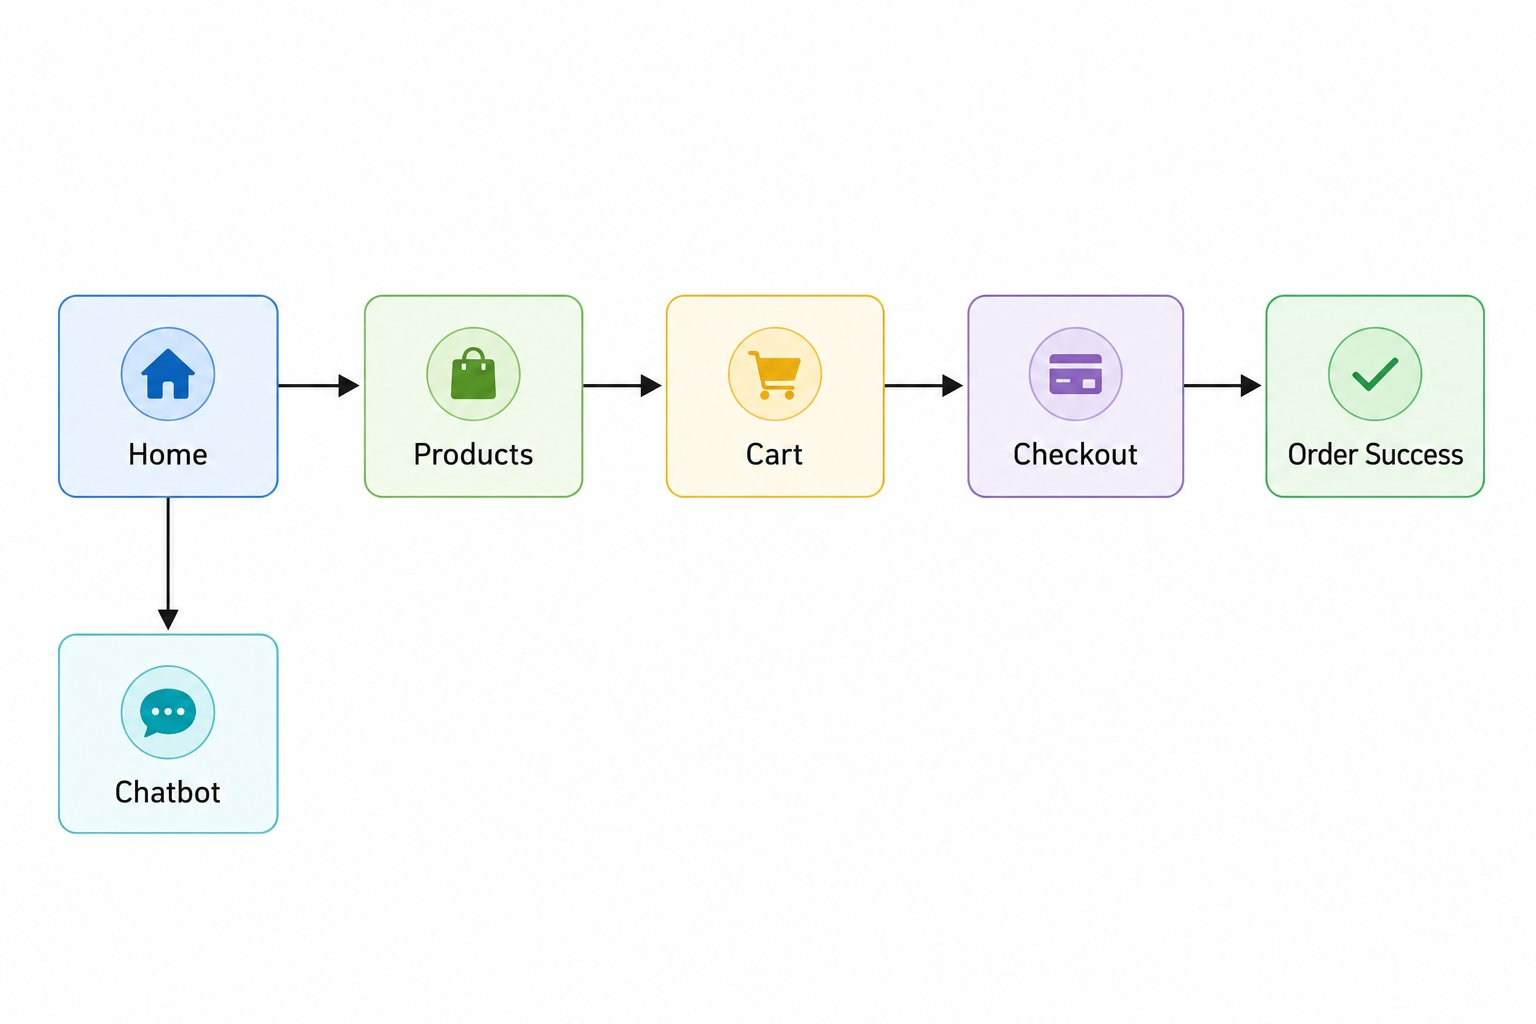 Home
Products
Cart
Checkout
Order Success
Chatbot